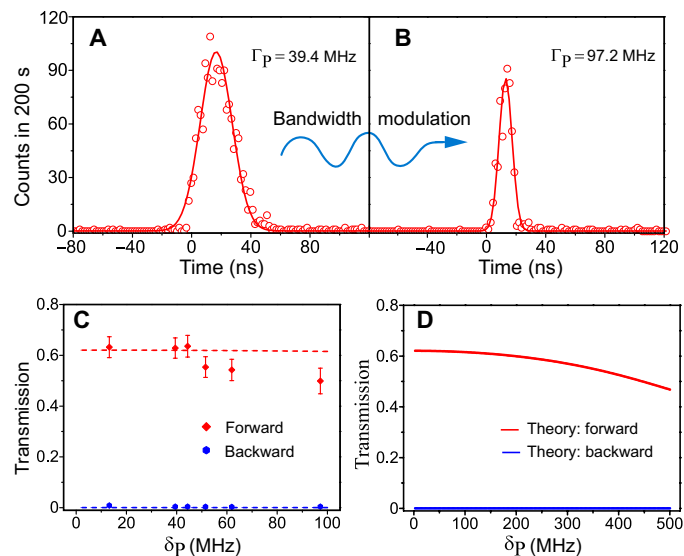 A
Γ_P = 39.4 MHz
B
Γ_P = 97.2 MHz
Bandwidth modulation
Counts in 200 s
120
90
60
30
0
−80 −40 0 40 80
−40 0 40 80 120
Time (ns)
Time (ns)
C
Transmission
0.8
0.6
0.4
0.2
0
Forward
Backward
0 20 40 60 80 100
δ_P (MHz)
D
Transmission
0.8
0.6
0.4
0.2
0
Theory: forward
Theory: backward
0 100 200 300 400 500
δ_P (MHz)